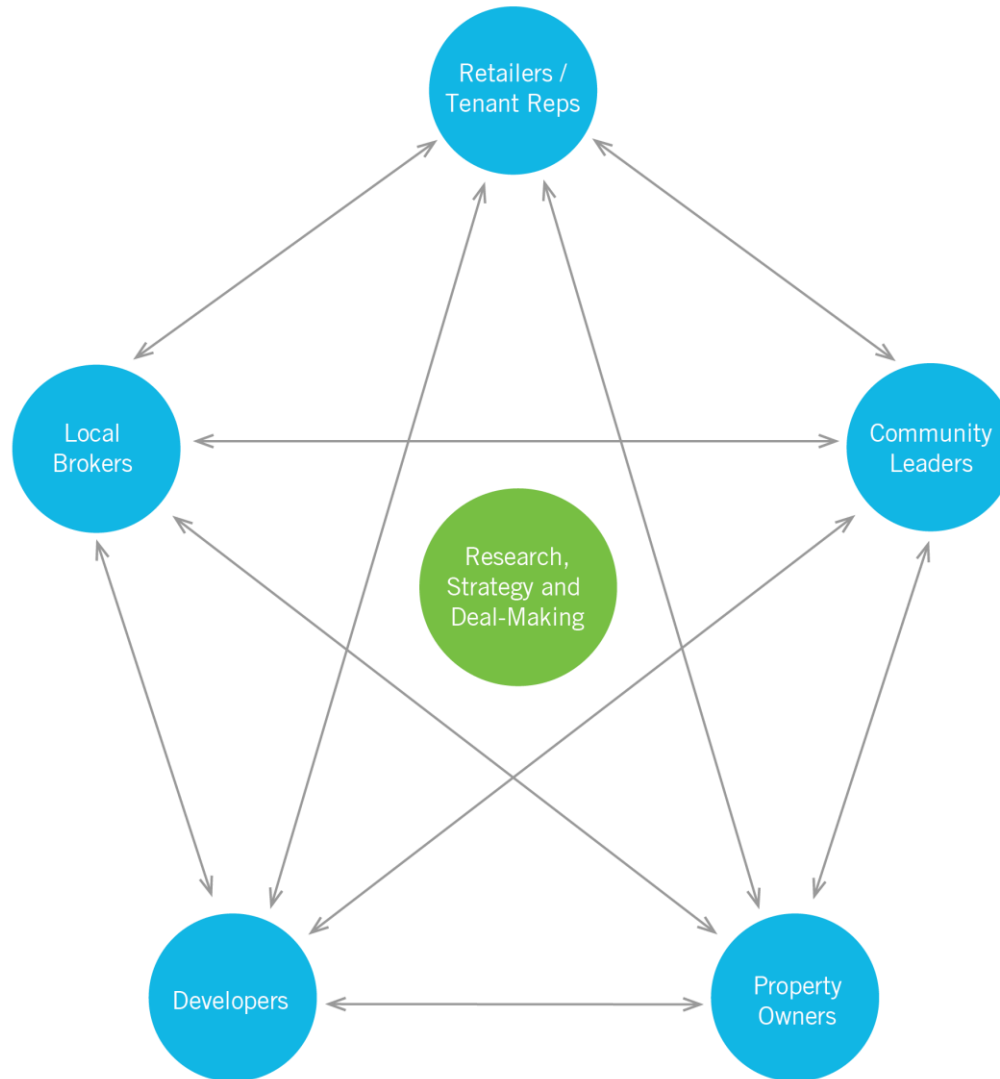 Retailers /
Tenant Reps
Local
Brokers
Community
Leaders
Research,
Strategy and
Deal-Making
Developers
Property
Owners